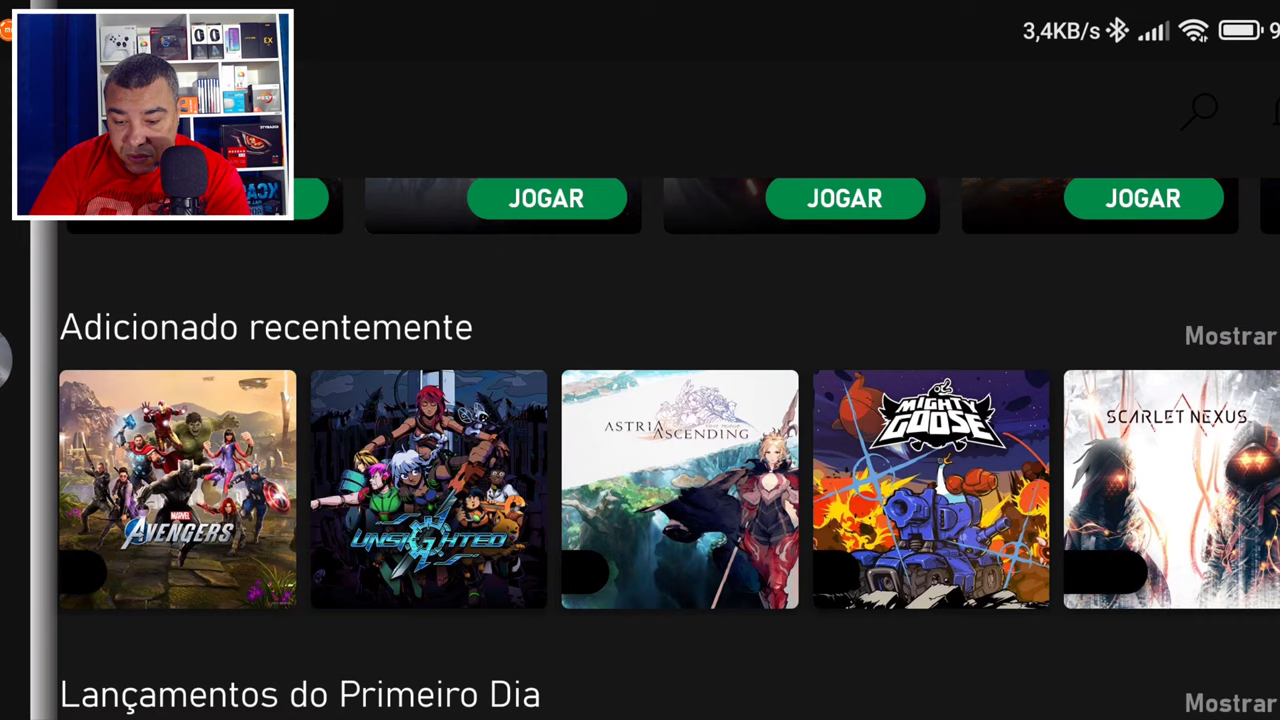 3,4KB/s
JOGAR
JOGAR
JOGAR
Adicionado recentemente
Mostrar
MARVEL
AVENGERS
UNSIGHTED
ASTRIA
ASCENDING
MIGHTY
GOOSE
SCARLET NEXUS
Lançamentos do Primeiro Dia
Mostrar